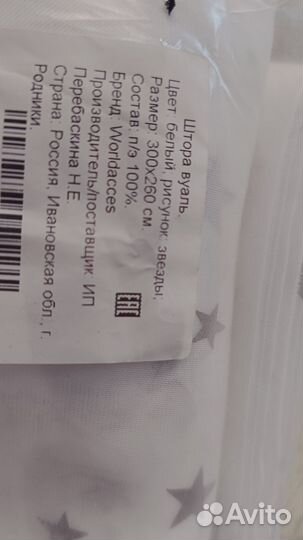 Штора вуаль.
Цвет: белый, рисунок: звезды;
Размер: 300х260 см.
Состав: п/э 100%.
Бренд: Worldacces
Производитель/поставщик: ИП
Перебаскина Н.Е.
Страна: Россия, Ивановская обл., г.
Родники.
EAC
Avito